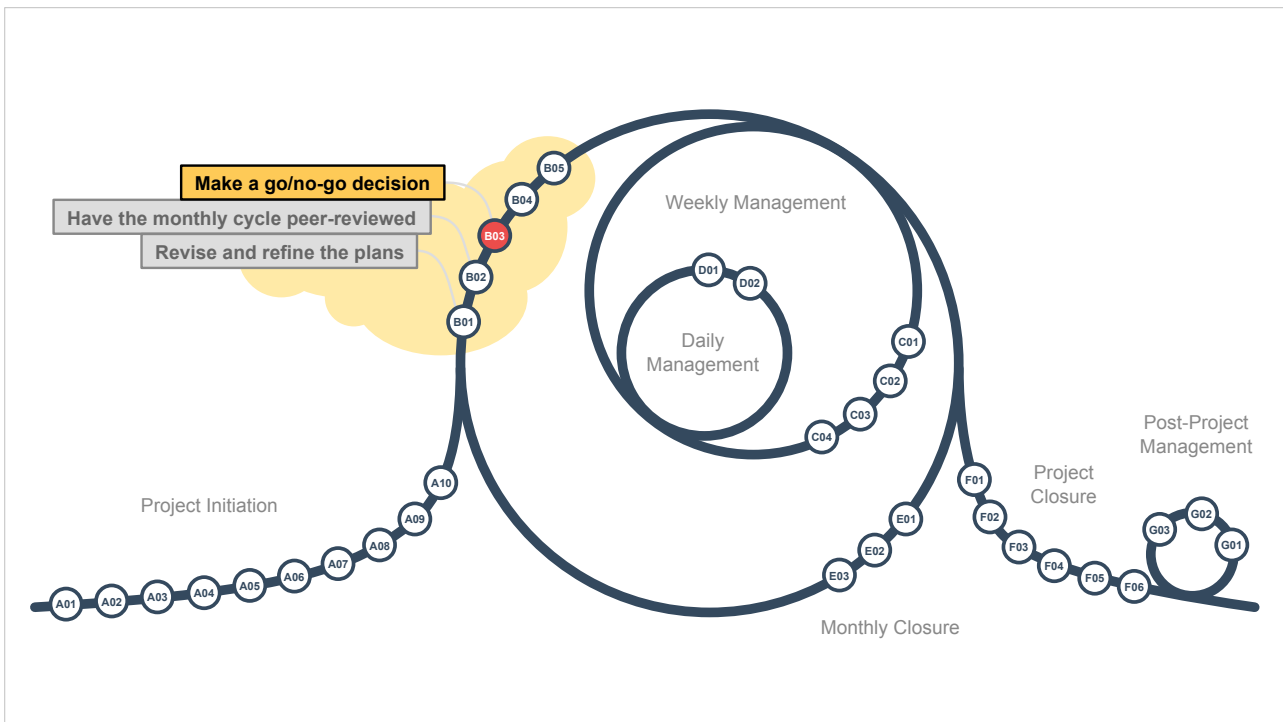 Make a go/no-go decision
Have the monthly cycle peer-reviewed
Revise and refine the plans
B05
B04
B03
B02
B01
Weekly Management
D01
D02
Daily
Management
C01
C02
C03
C04
Project Initiation
A01
A02
A03
A04
A05
A06
A07
A08
A09
A10
E01
E02
E03
Monthly Closure
Project
Closure
F01
F02
F03
F04
F05
F06
Post-Project
Management
G03
G02
G01